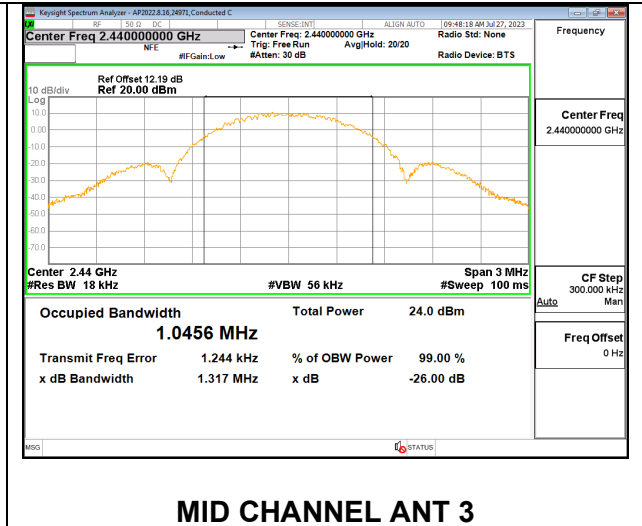 Keysight Spectrum Analyzer - AP2022.8.16,24971,Conducted C
RF 50 Ω DC SENSE:INT ALIGN AUTO 09:48:18 AM Jul 27, 2023
Center Freq 2.440000000 GHz
NFE
#IFGain:Low
Center Freq: 2.440000000 GHz
Trig: Free Run Avg|Hold: 20/20
#Atten: 30 dB
Radio Std: None
Radio Device: BTS
Ref Offset 12.19 dB
10 dB/div Ref 20.00 dBm
Log
10.0
0.00
-10.0
-20.0
-30.0
-40.0
-50.0
-60.0
-70.0
Center 2.44 GHz Span 3 MHz
#Res BW 18 kHz #VBW 56 kHz #Sweep 100 ms
Occupied Bandwidth Total Power 24.0 dBm
1.0456 MHz
Transmit Freq Error 1.244 kHz % of OBW Power 99.00 %
x dB Bandwidth 1.317 MHz x dB -26.00 dB
Frequency
Center Freq
2.440000000 GHz
CF Step
300.000 kHz
Auto Man
Freq Offset
0 Hz
MSG STATUS
MID CHANNEL ANT 3